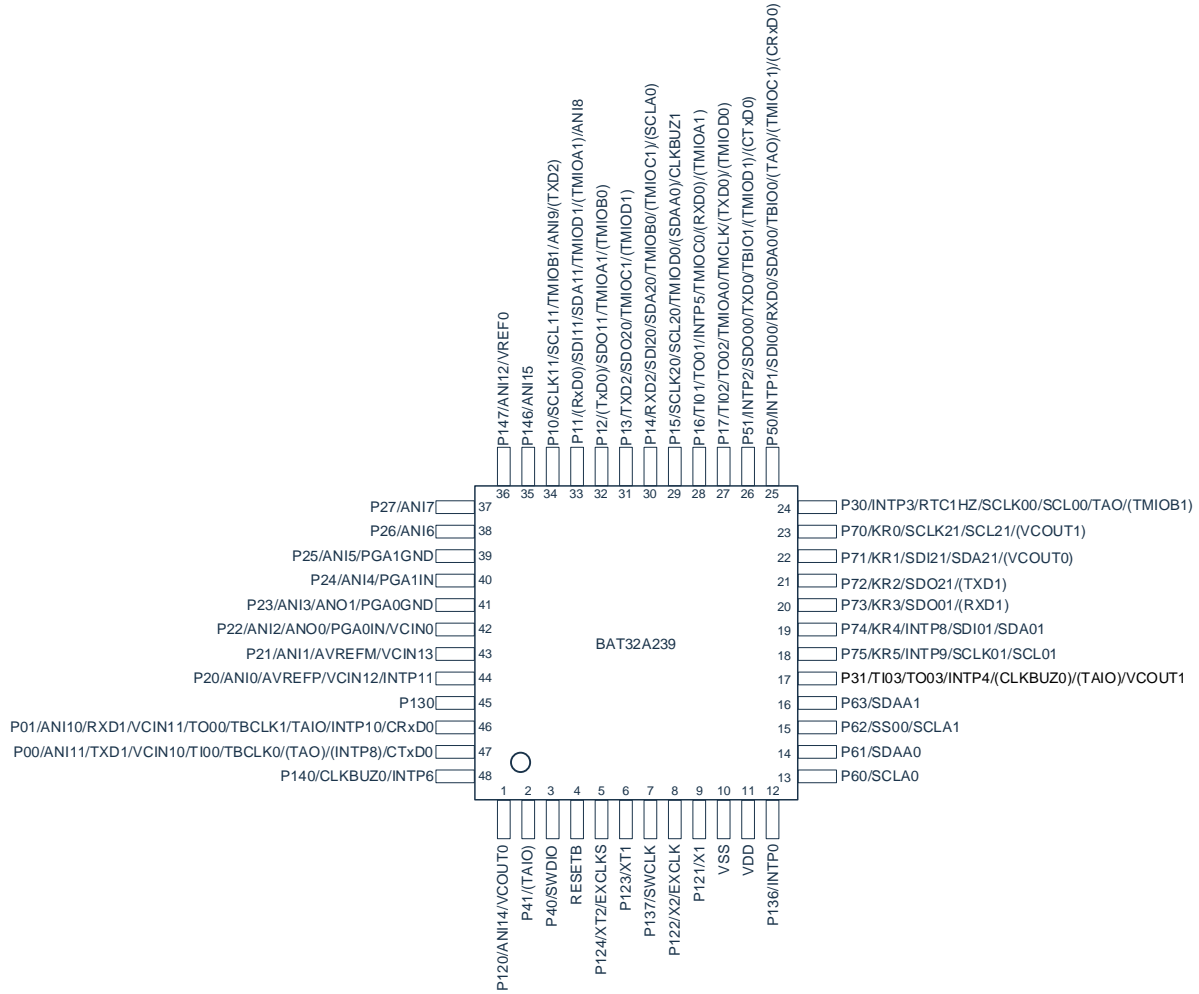 P147/ANI12/VREF0
P146/ANI15
P10/SCLK11/SCL11/TMIOB1/ANI9/(TXD2)
P11/(RxD0)/SDI11/SDA11/TMIOD1/(TMIOA1)/ANI8
P12/(TxD0)/SDO11/TMIOA1/(TMIOB0)
P13/TXD2/SDO20/TMIOC1/(TMIOD1)
P14/RXD2/SDI20/SDA20/TMIOB0/(TMIOC1)/(SCLA0)
P15/SCLK20/SCL20/TMIOD0/(SDAA0)/CLKBUZ1
P16/TI01/TO01/INTP5/TMIOC0/(RXD0)/(TMIOA1)
P17/TI02/TO02/TMIOA0/TMCLK/(TXD0)/(TMIOD0)
P51/INTP2/SDO00/TXD0/TBIO1/(TMIOD1)/(CTxD0)
P50/INTP1/SDI00/RXD0/SDA00/TBIO0/(TAO)/(TMIOC1)/(CRxD0)
36 35 34 33 32 31 30 29 28 27 26 25
P27/ANI7 37
P26/ANI6 38
P25/ANI5/PGA1GND 39
P24/ANI4/PGA1IN 40
P23/ANI3/ANO1/PGA0GND 41
P22/ANI2/ANO0/PGA0IN/VCIN0 42
P21/ANI1/AVREFM/VCIN13 43
P20/ANI0/AVREFP/VCIN12/INTP11 44
P130 45
P01/ANI10/RXD1/VCIN11/TO00/TBCLK1/TAIO/INTP10/CRxD0 46
P00/ANI11/TXD1/VCIN10/TI00/TBCLK0/(TAO)/(INTP8)/CTxD0 47
P140/CLKBUZ0/INTP6 48
BAT32A239
24 P30/INTP3/RTC1HZ/SCLK00/SCL00/TAO/(TMIOB1)
23 P70/KR0/SCLK21/SCL21/(VCOUT1)
22 P71/KR1/SDI21/SDA21/(VCOUT0)
21 P72/KR2/SDO21/(TXD1)
20 P73/KR3/SDO01/(RXD1)
19 P74/KR4/INTP8/SDI01/SDA01
18 P75/KR5/INTP9/SCLK01/SCL01
17 P31/TI03/TO03/INTP4/(CLKBUZ0)/(TAIO)/VCOUT1
16 P63/SDAA1
15 P62/SS00/SCLA1
14 P61/SDAA0
13 P60/SCLA0
1 2 3 4 5 6 7 8 9 10 11 12
P120/ANI14/VCOUT0
P41/(TAIO)
P40/SWDIO
RESETB
P124/XT2/EXCLKS
P123/XT1
P137/SWCLK
P122/X2/EXCLK
P121/X1
VSS
VDD
P136/INTP0